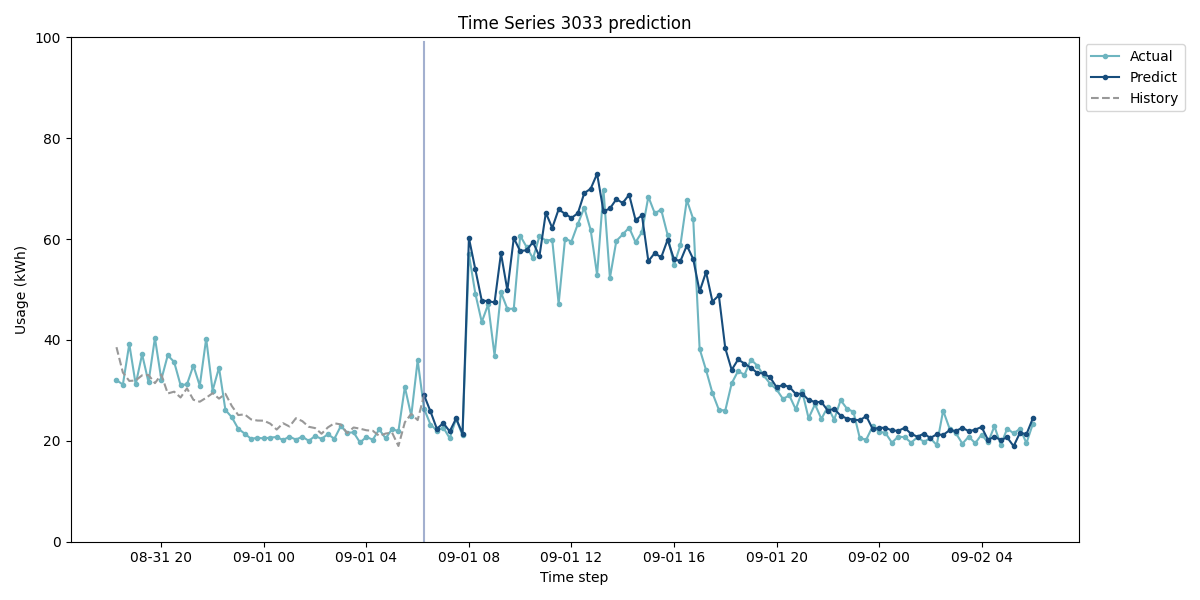 Time Series 3033 prediction
100
80
60
40
20
0
Usage (kWh)
08-31 20
09-01 00
09-01 04
09-01 08
09-01 12
09-01 16
09-01 20
09-02 00
09-02 04
Time step
Actual
Predict
History